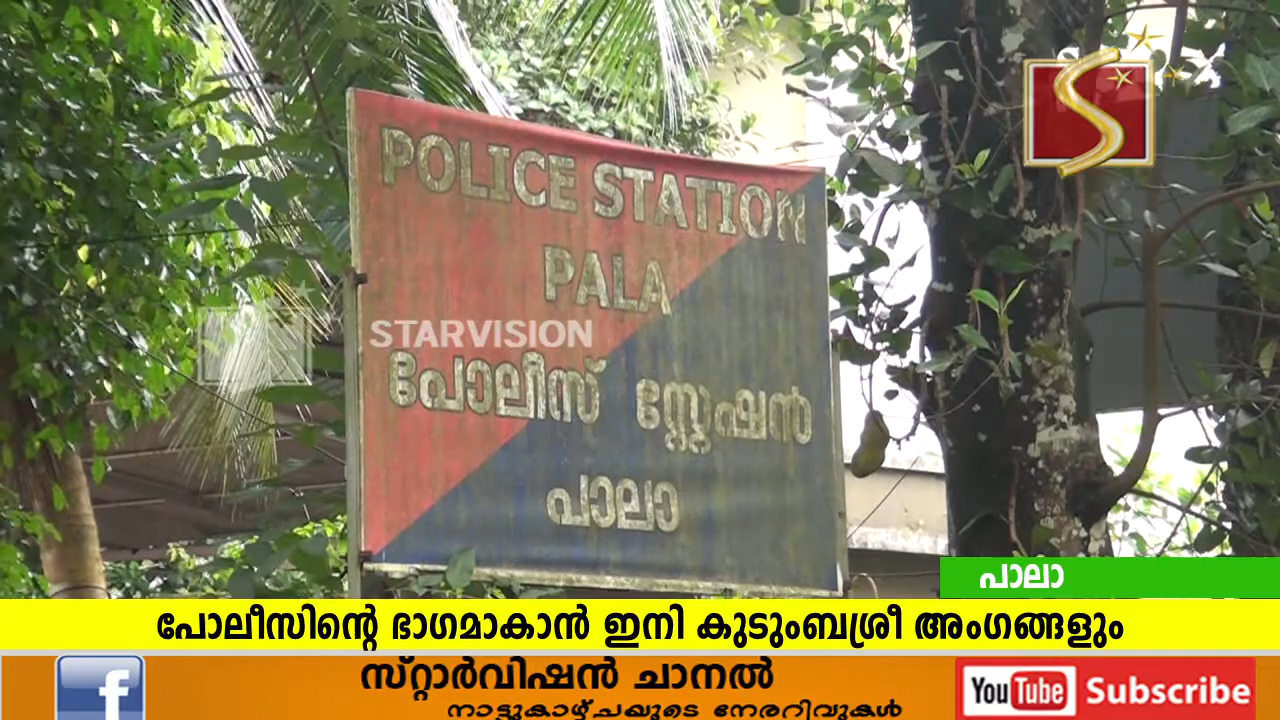 POLICE STATION
PALA
STARVISION
പോലീസ് സ്റ്റേഷൻ
പാലാ
പാലാ
പോലീസിന്റെ ഭാഗമാകാൻ ഇനി കുടുംബശ്രീ അംഗങ്ങളും
f
സ്റ്റാർവിഷൻ ചാനൽ
നാട്ടുകാഴ്ചയുടെ നേരറിവുകൾ
YouTube Subscribe